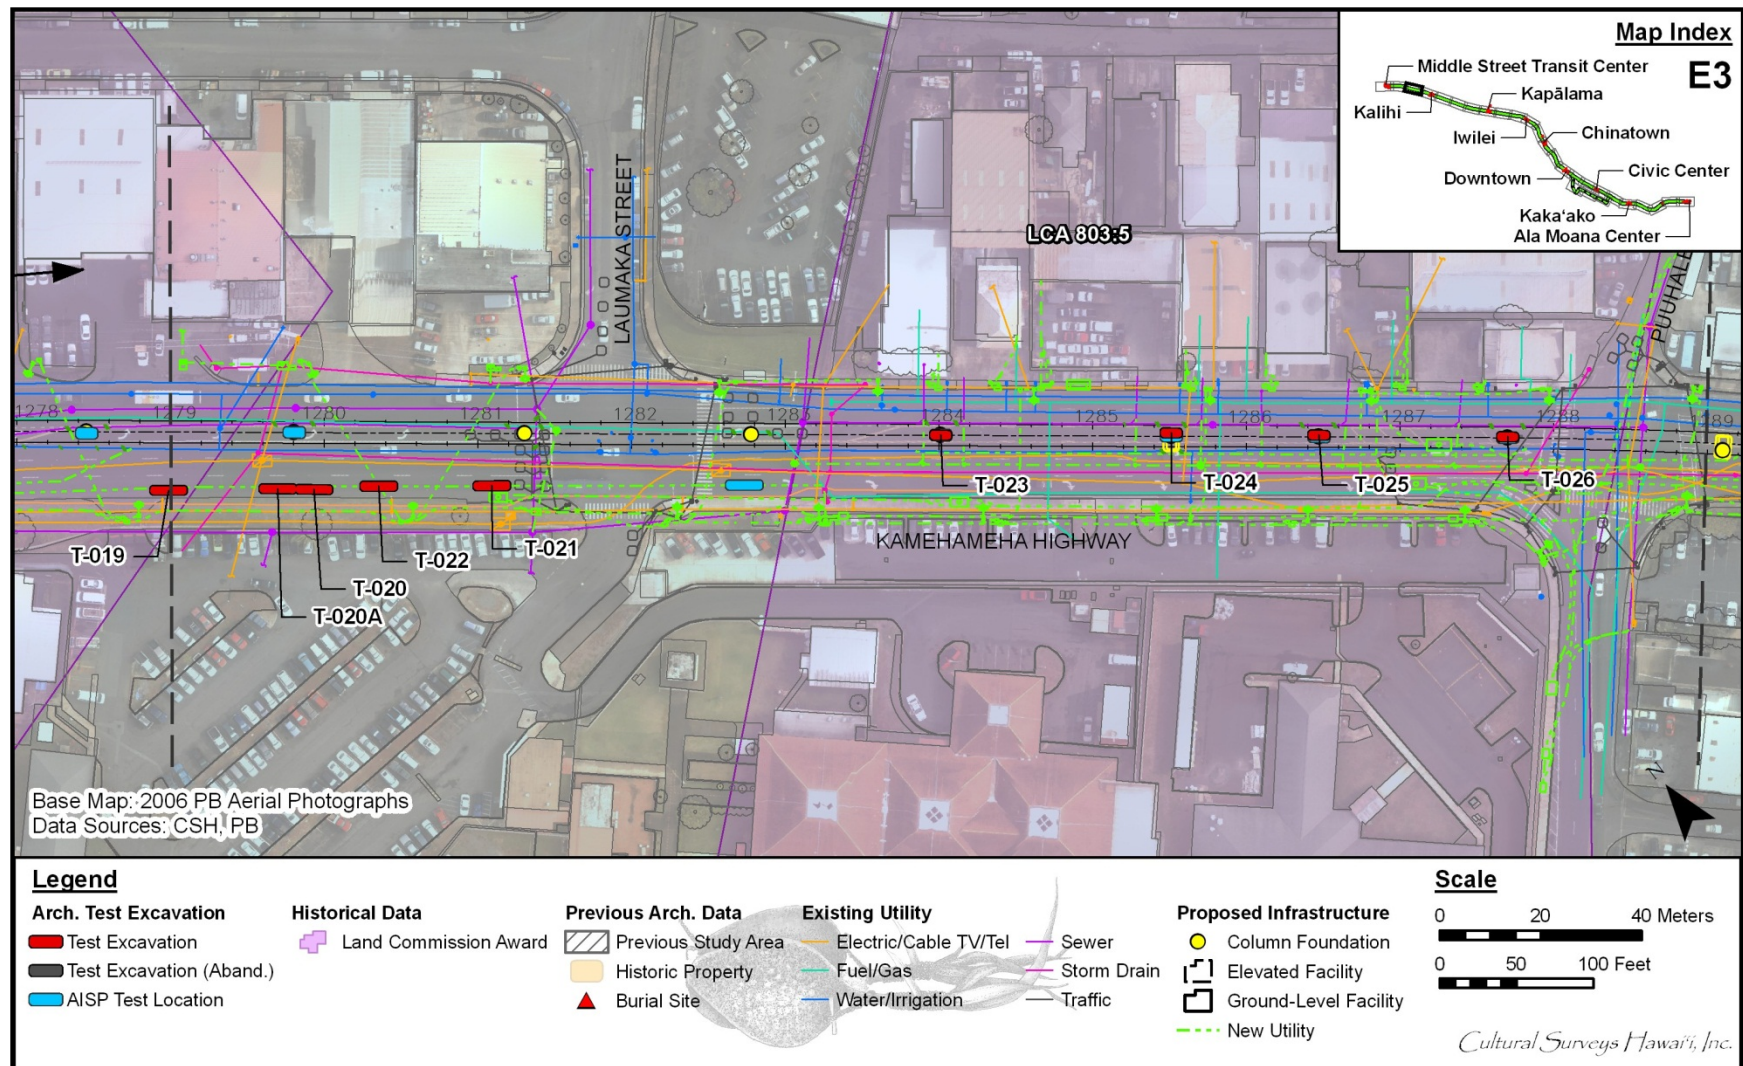 Map Index
E3
Middle Street Transit Center
Kalihi
Kapālama
Iwilei
Chinatown
Downtown
Civic Center
Kaka‘ako
Ala Moana Center
LAUMAKA STREET
LCA 803:5
PUUHALE
1278
1279
1280
1281
1282
1283
1284
1285
1286
1287
1288
1289
T-019
T-020A
T-020
T-022
T-021
T-023
T-024
T-025
T-026
KAMEHAMEHA HIGHWAY
N
Base Map: 2006 PB Aerial Photographs
Data Sources: CSH, PB
Legend
Arch. Test Excavation
Test Excavation
Test Excavation (Aband.)
AISP Test Location
Historical Data
Land Commission Award
Previous Arch. Data
Previous Study Area
Historic Property
Burial Site
Existing Utility
Electric/Cable TV/Tel
Fuel/Gas
Water/Irrigation
Sewer
Storm Drain
Traffic
Proposed Infrastructure
Column Foundation
Elevated Facility
Ground-Level Facility
New Utility
Scale
0 20 40 Meters
0 50 100 Feet
Cultural Surveys Hawai‘i, Inc.